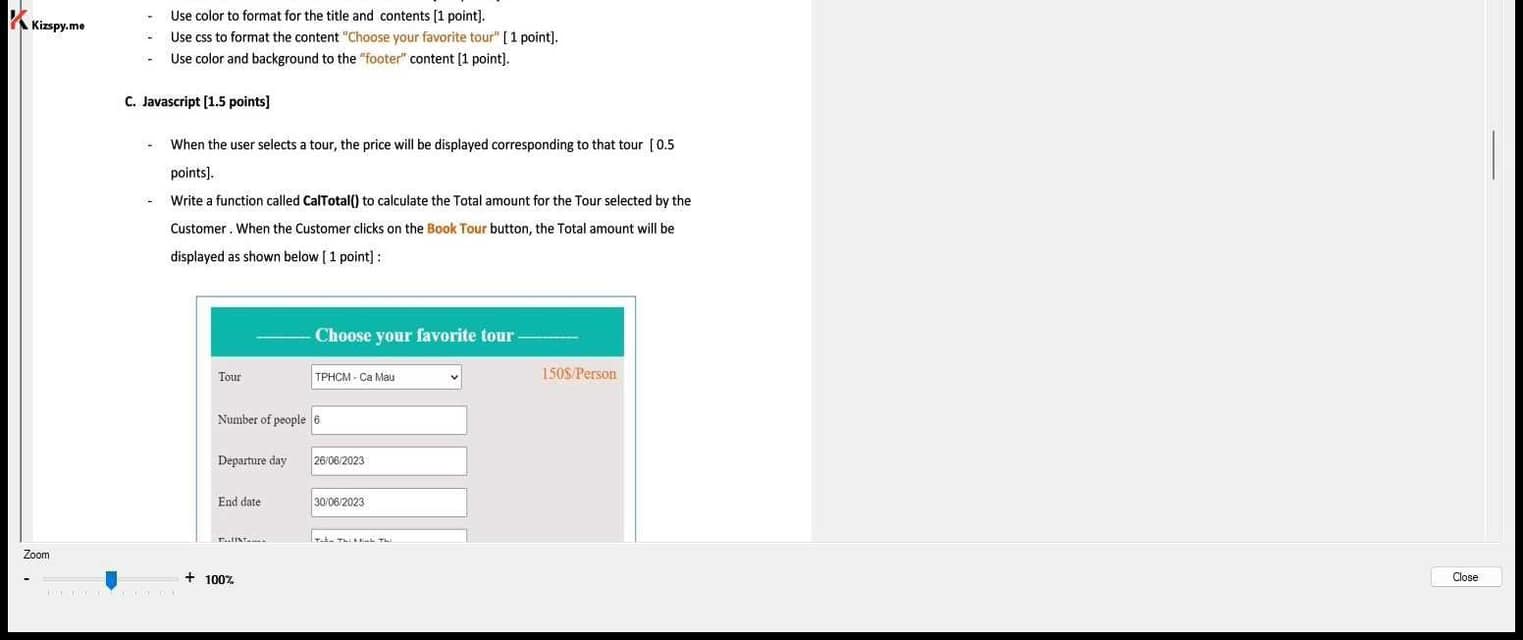 Kizspy.me
- Use color to format for the title and contents [1 point].
- Use css to format the content "Choose your favorite tour" [ 1 point].
- Use color and background to the "footer" content [1 point].
C. Javascript [1.5 points]
- When the user selects a tour, the price will be displayed corresponding to that tour [ 0.5
points].
- Write a function called CalTotal() to calculate the Total amount for the Tour selected by the
Customer . When the Customer clicks on the Book Tour button, the Total amount will be
displayed as shown below [ 1 point] :
Choose your favorite tour
Tour TPHCM - Ca Mau 150$/Person
Number of people 6
Departure day 26/06/2023
End date 30/06/2023
Zoom
- + 100%
Close